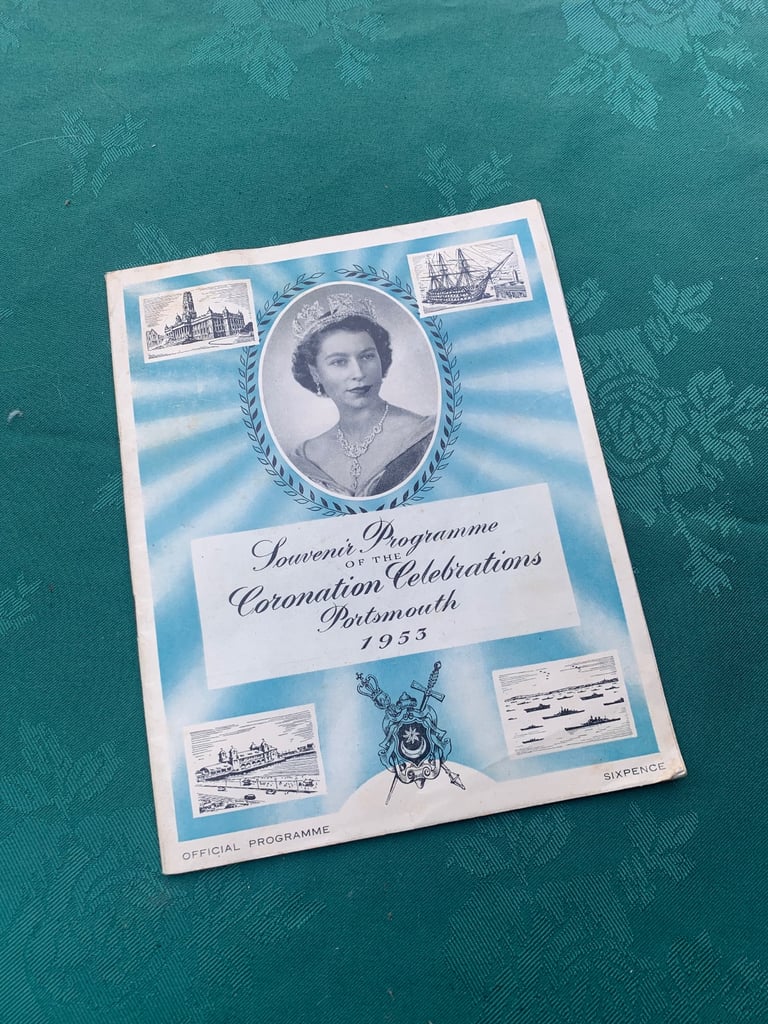 Souvenir Programme
OF THE
Coronation Celebrations
Portsmouth
1953
OFFICIAL PROGRAMME
SIXPENCE